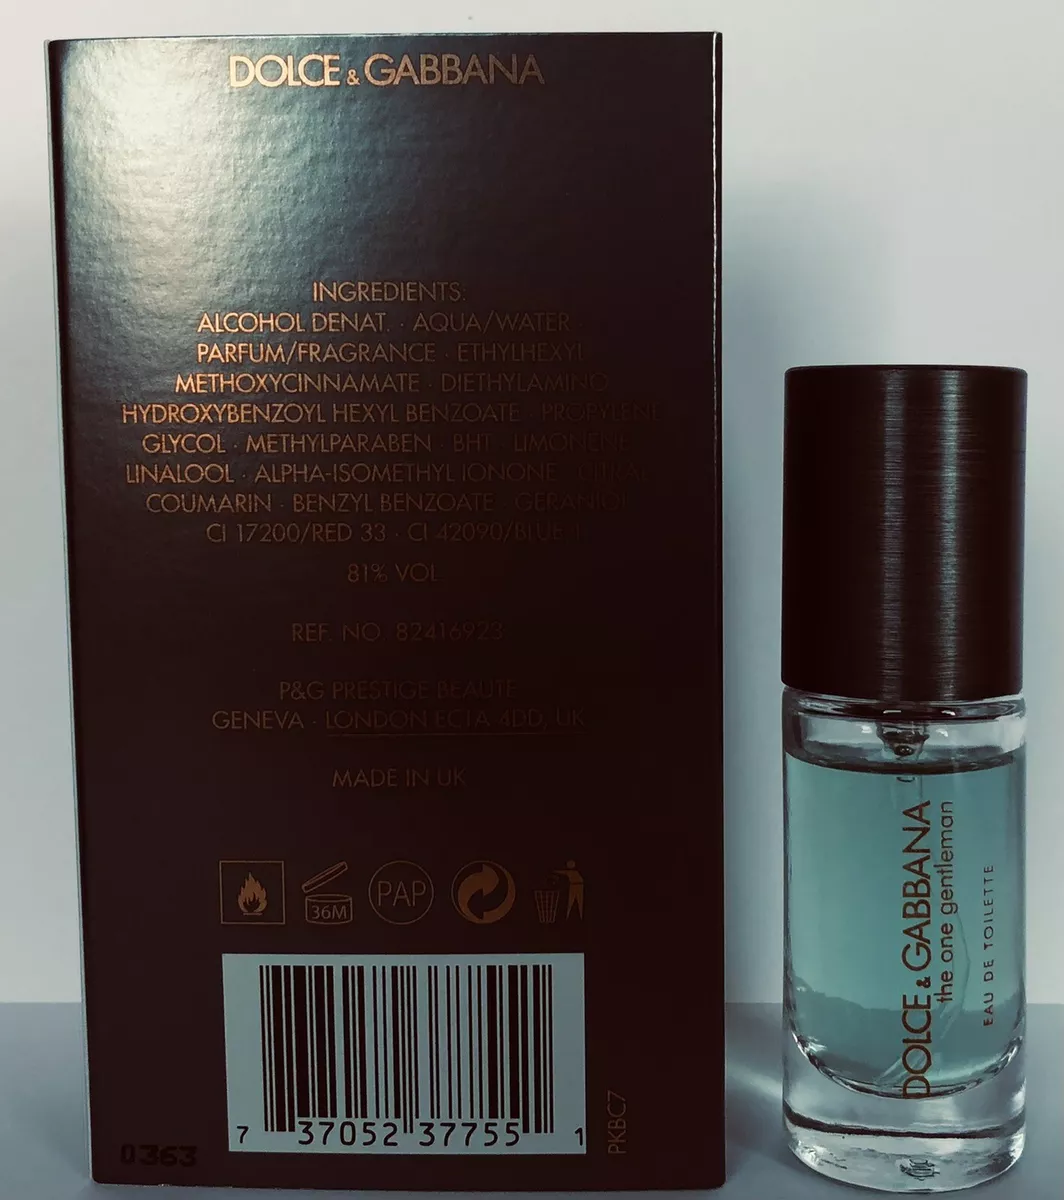 DOLCE & GABBANA
INGREDIENTS:
ALCOHOL DENAT. · AQUA/WATER ·
PARFUM/FRAGRANCE · ETHYLHEXYL
METHOXYCINNAMATE · DIETHYLAMINO
HYDROXYBENZOYL HEXYL BENZOATE · PROPYLENE
GLYCOL · METHYLPARABEN · BHT · LIMONENE
LINALOOL · ALPHA-ISOMETHYL IONONE · CITRAL
COUMARIN · BENZYL BENZOATE · GERANIOL
CI 17200/RED 33 · CI 42090/BLUE 1
81% VOL
REF. NO. 82416923
P&G PRESTIGE BEAUTE
GENEVA · LONDON EC1A 4DD, UK
MADE IN UK
36M
PAP
7 37052 37755 1
PKBC7
0363
DOLCE & GABBANA
the one gentleman
EAU DE TOILETTE